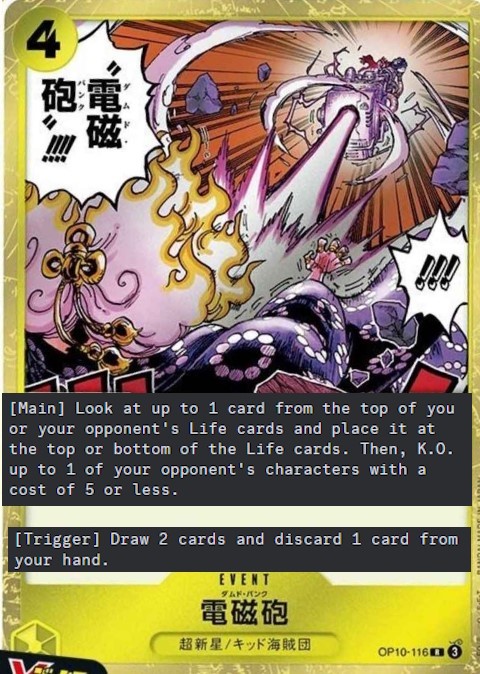 4
“電磁
ダムド・
砲”!!!!
パンク
!!!
[Main] Look at up to 1 card from the top of you
or your opponent's Life cards and place it at
the top or bottom of the Life cards. Then, K.O.
up to 1 of your opponent's characters with a
cost of 5 or less.
[Trigger] Draw 2 cards and discard 1 card from
your hand.
EVENT
ダムド・パンク
電磁砲
超新星/キッド海賊団
OP10-116 R 3